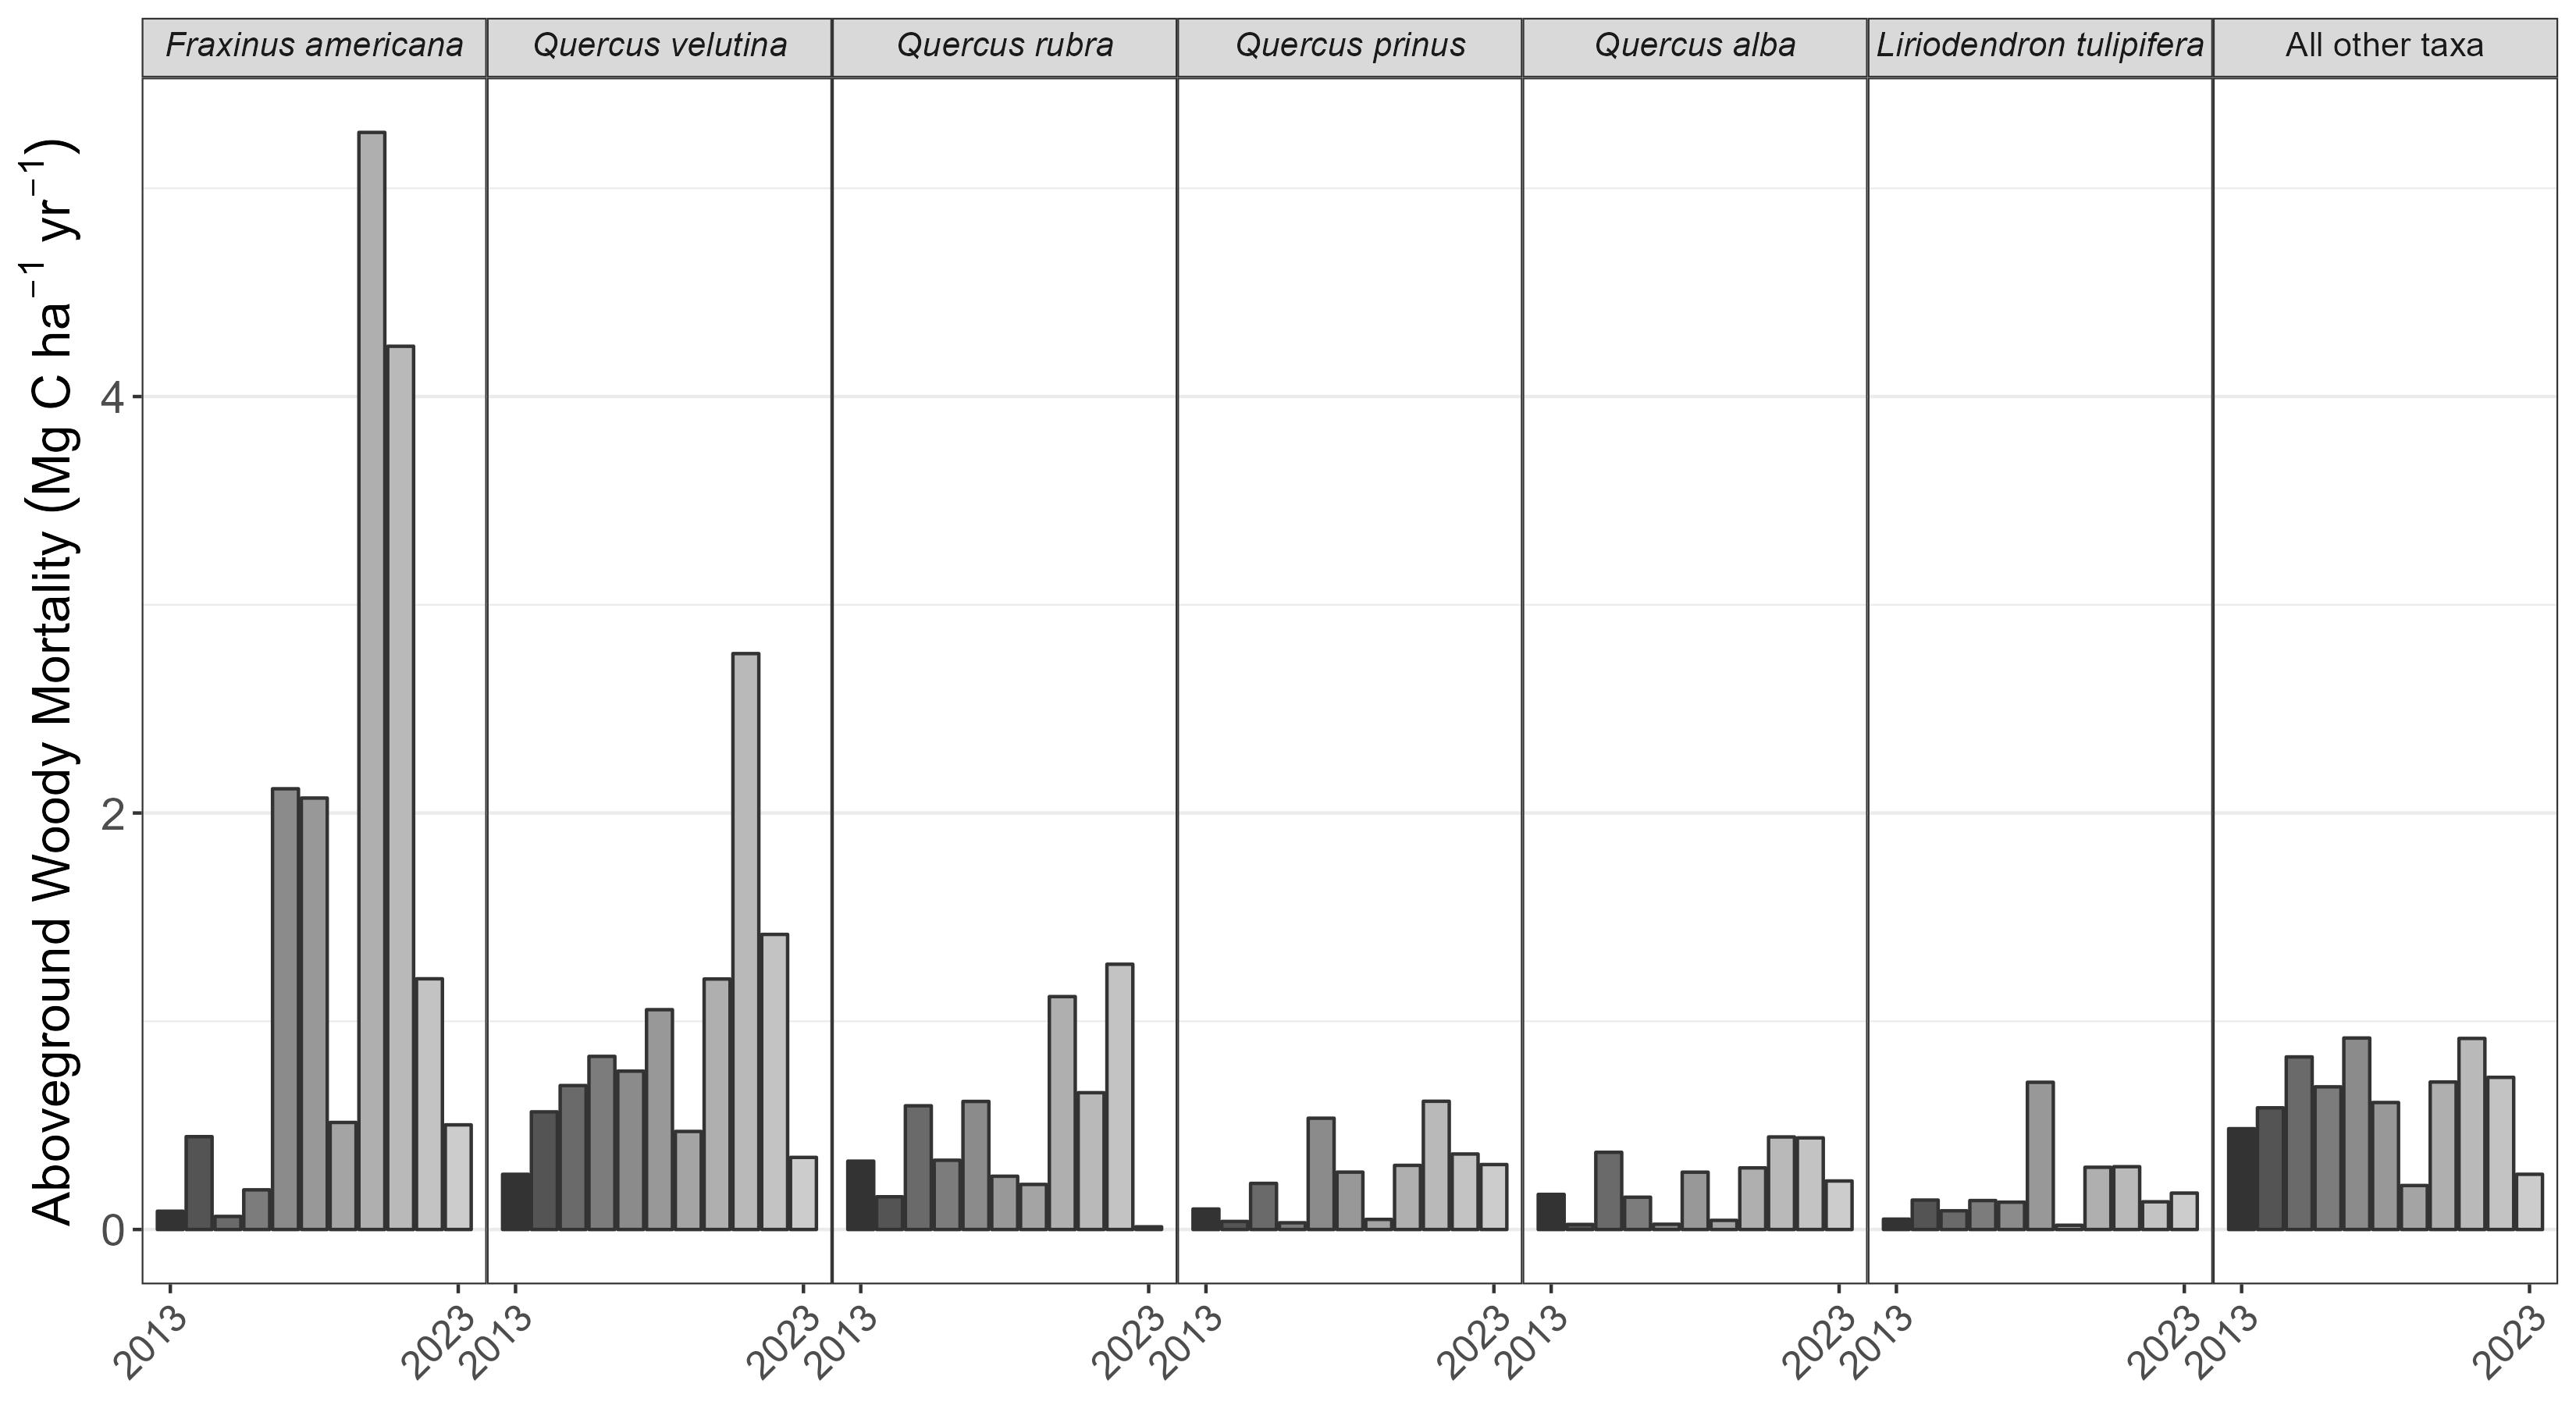 Fraxinus americana
Quercus velutina
Quercus rubra
Quercus prinus
Quercus alba
Liriodendron tulipifera
All other taxa
Aboveground Woody Mortality (Mg C ha⁻¹ yr⁻¹)
4
2
0
2013
2023
2013
2023
2013
2023
2013
2023
2013
2023
2013
2023
2013
2023